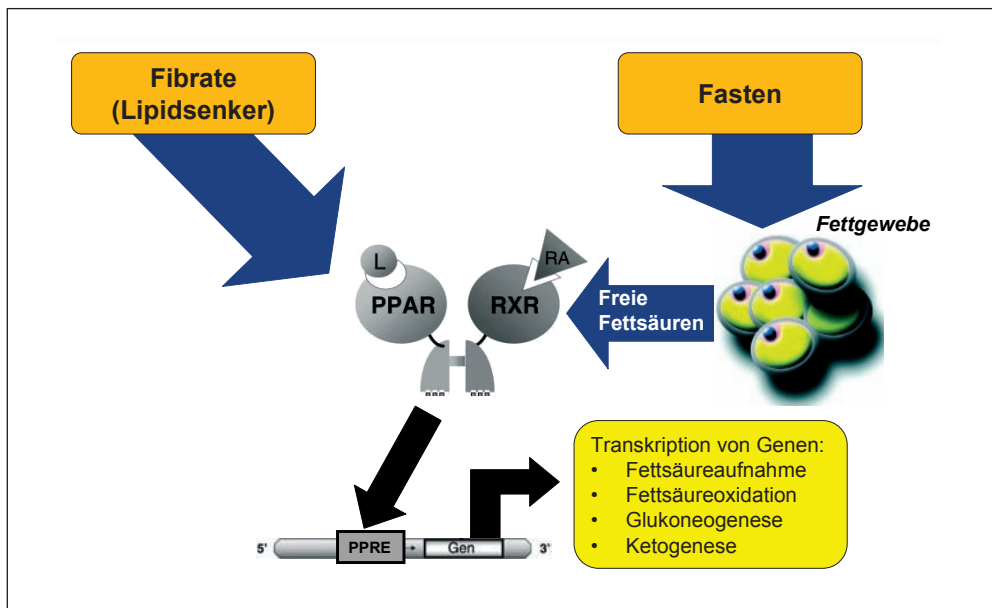 Fibrate
(Lipidsenker)
Fasten
Fettgewebe
L
PPAR
RA
RXR
Freie
Fettsäuren
Transkription von Genen:
• Fettsäureaufnahme
• Fettsäureoxidation
• Glukoneogenese
• Ketogenese
5' PPRE Gen 3'